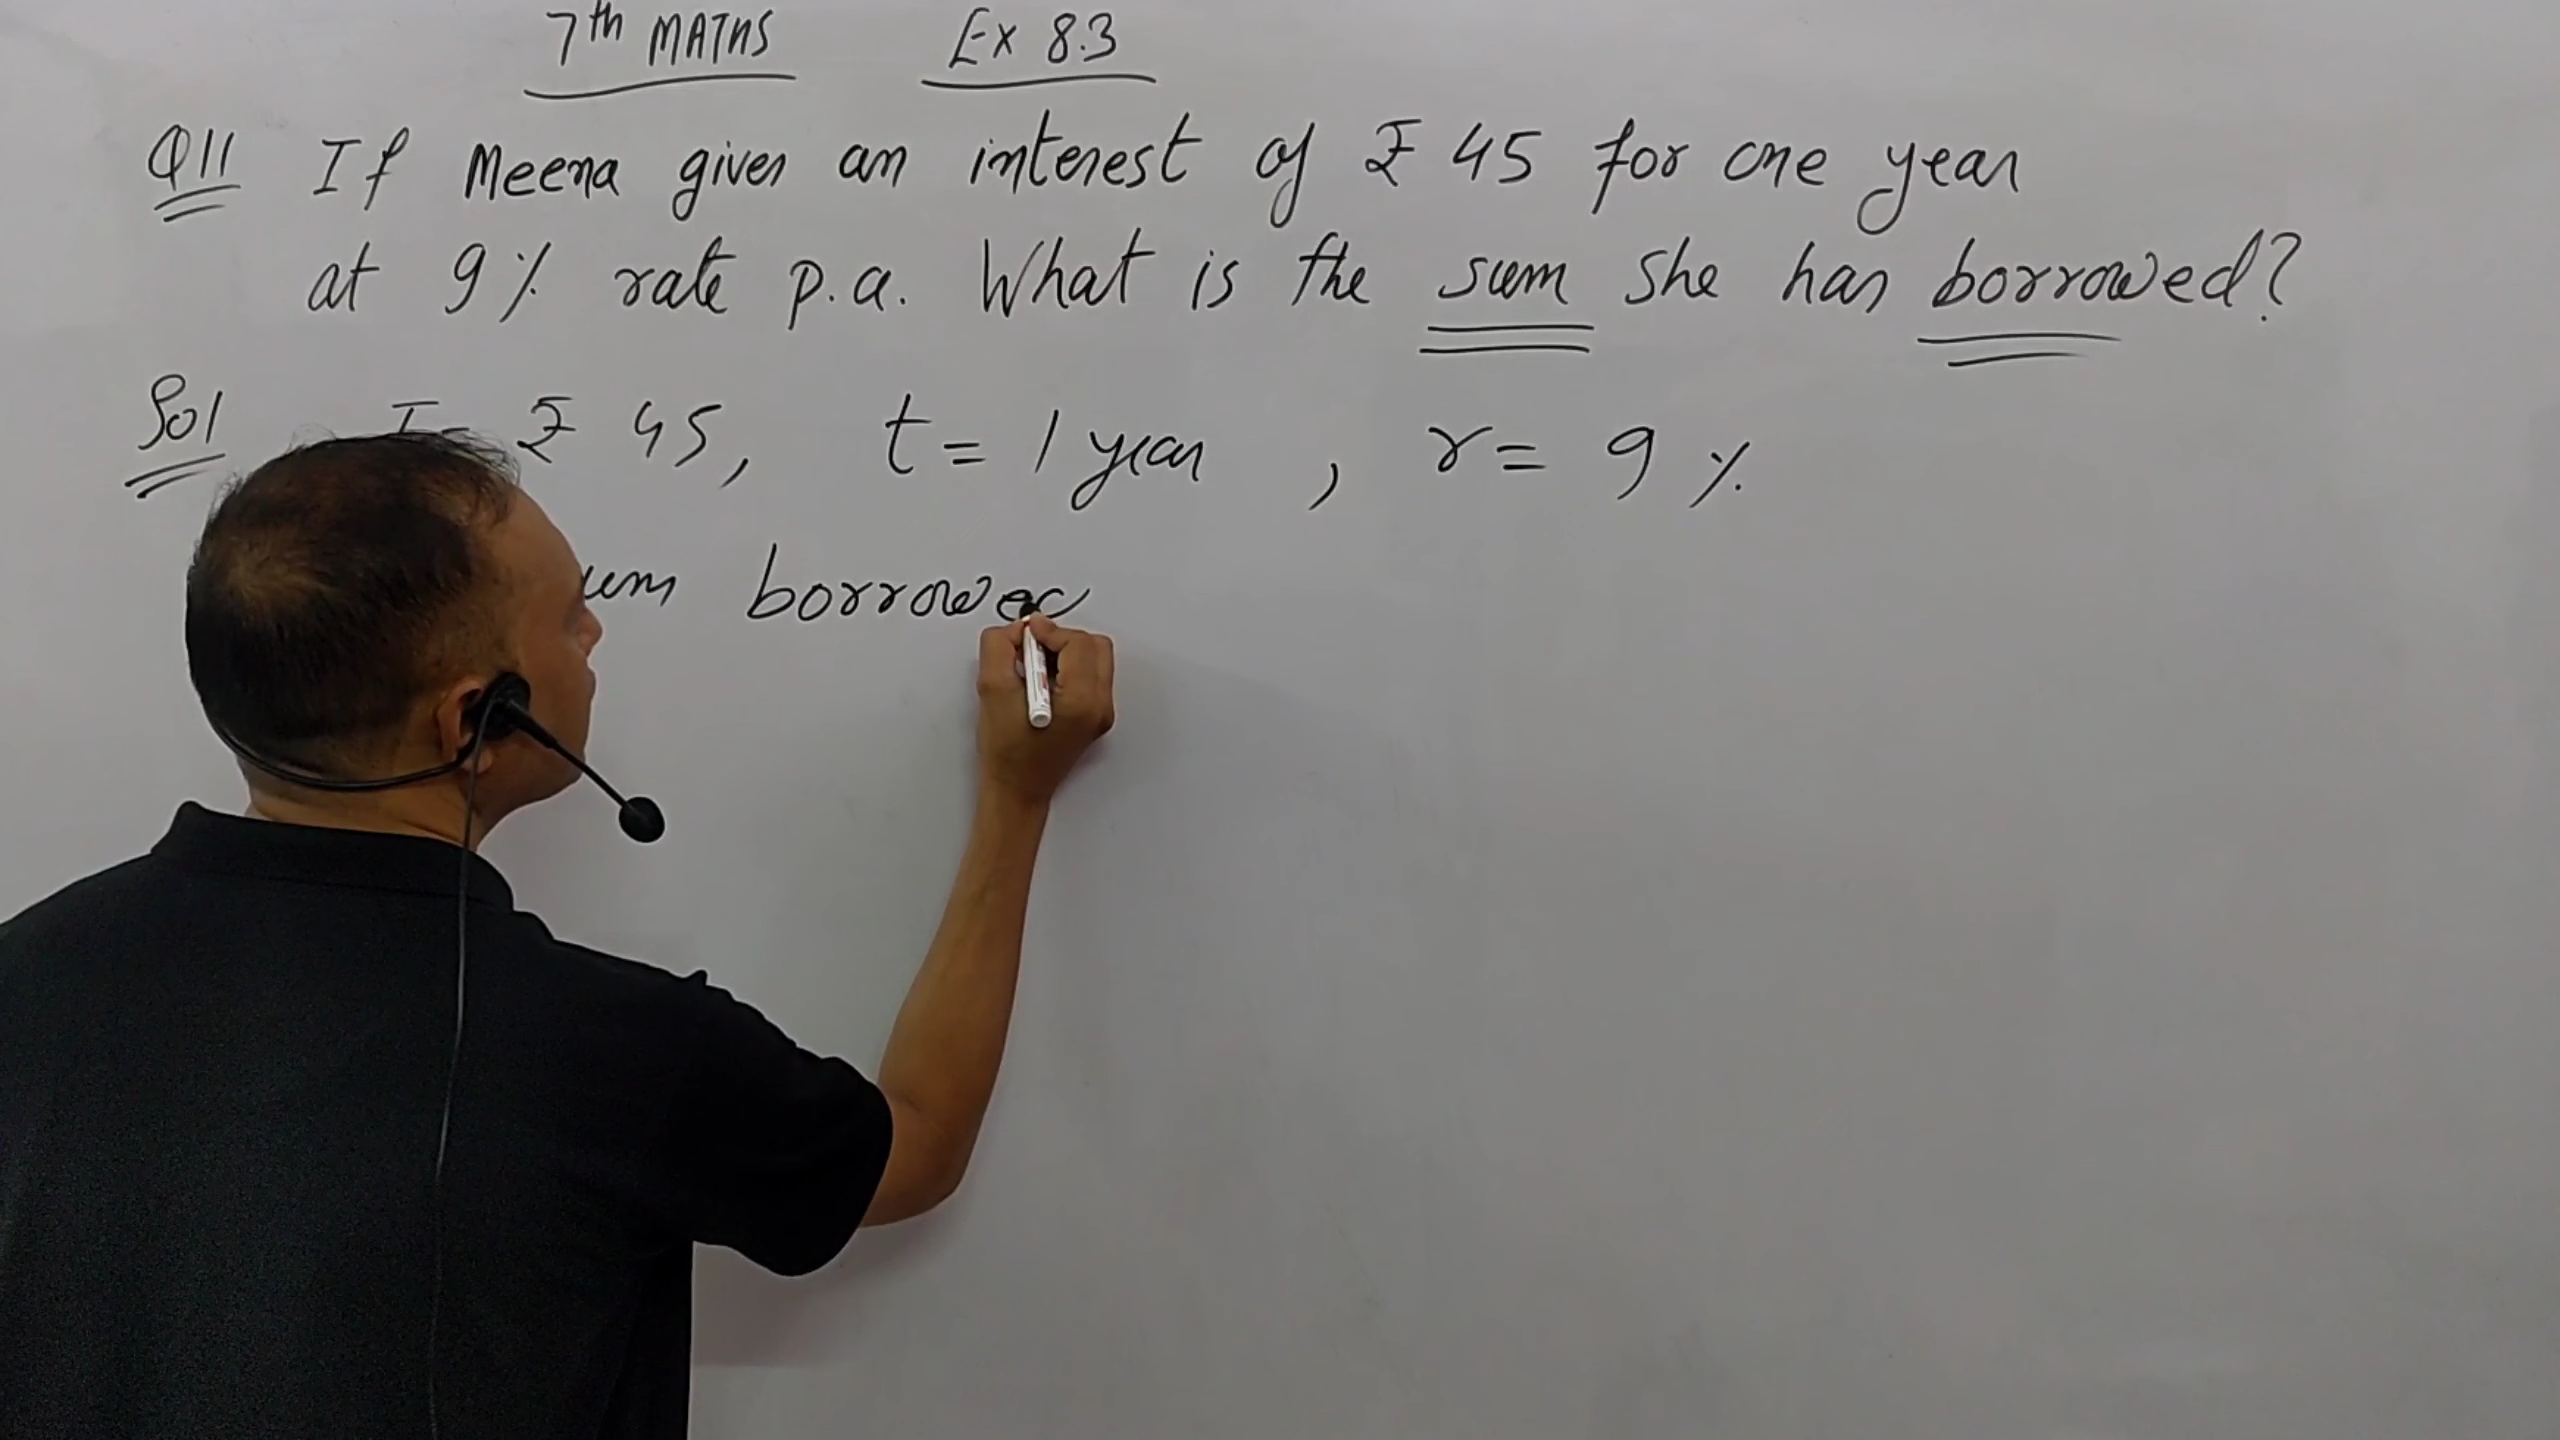 7th MATHS Ex 8.3
Q11 If Meena gives an interest of ₹ 45 for one year
at 9% rate p.a. What is the sum she has borrowed?
Sol I = ₹ 45, t = 1 year, r = 9%
um borrowed